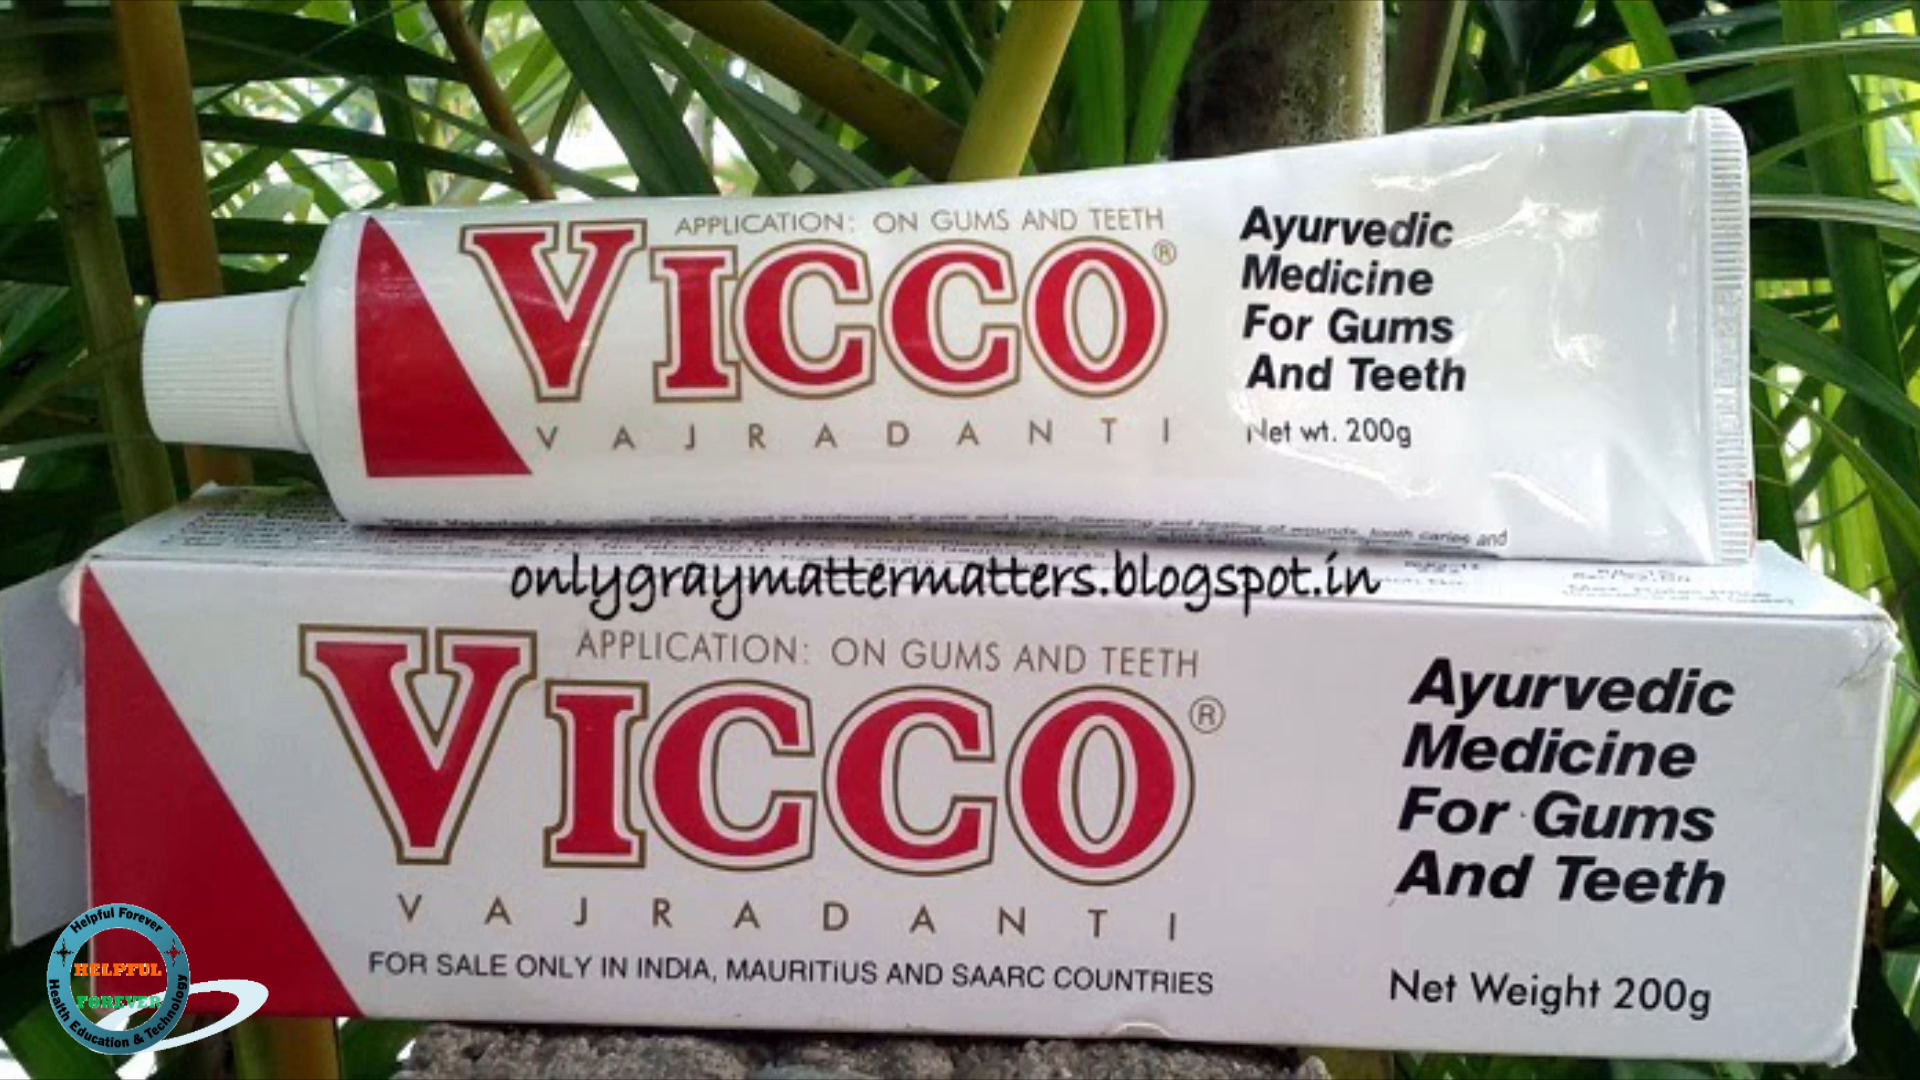 APPLICATION: ON GUMS AND TEETH
VICCO®
VAJRADANTI
Ayurvedic
Medicine
For Gums
And Teeth
Net wt. 200g
onlygraymattermatters.blogspot.in
APPLICATION: ON GUMS AND TEETH
VICCO®
VAJRADANTI
FOR SALE ONLY IN INDIA, MAURITIUS AND SAARC COUNTRIES
Ayurvedic
Medicine
For Gums
And Teeth
Net Weight 200g
Helpful Forever
HELPFUL
FOREVER
Health Education & Technology